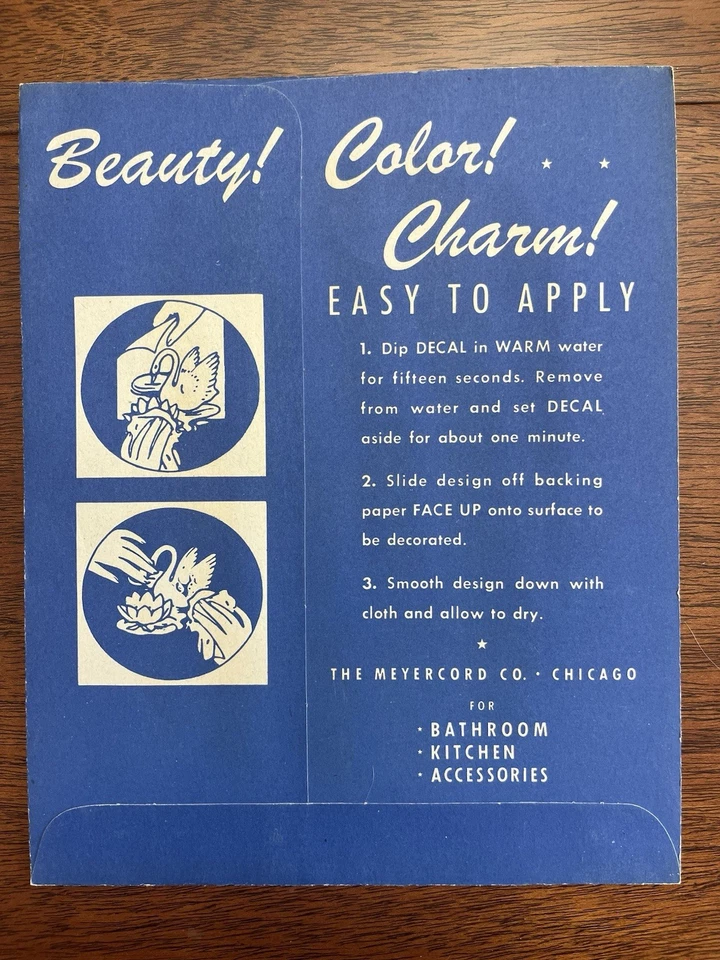 Beauty! Color!
Charm!
EASY TO APPLY
1. Dip DECAL in WARM water
for fifteen seconds. Remove
from water and set DECAL
aside for about one minute.
2. Slide design off backing
paper FACE UP onto surface to
be decorated.
3. Smooth design down with
cloth and allow to dry.
THE MEYERCORD CO. · CHICAGO
FOR
· BATHROOM
· KITCHEN
· ACCESSORIES